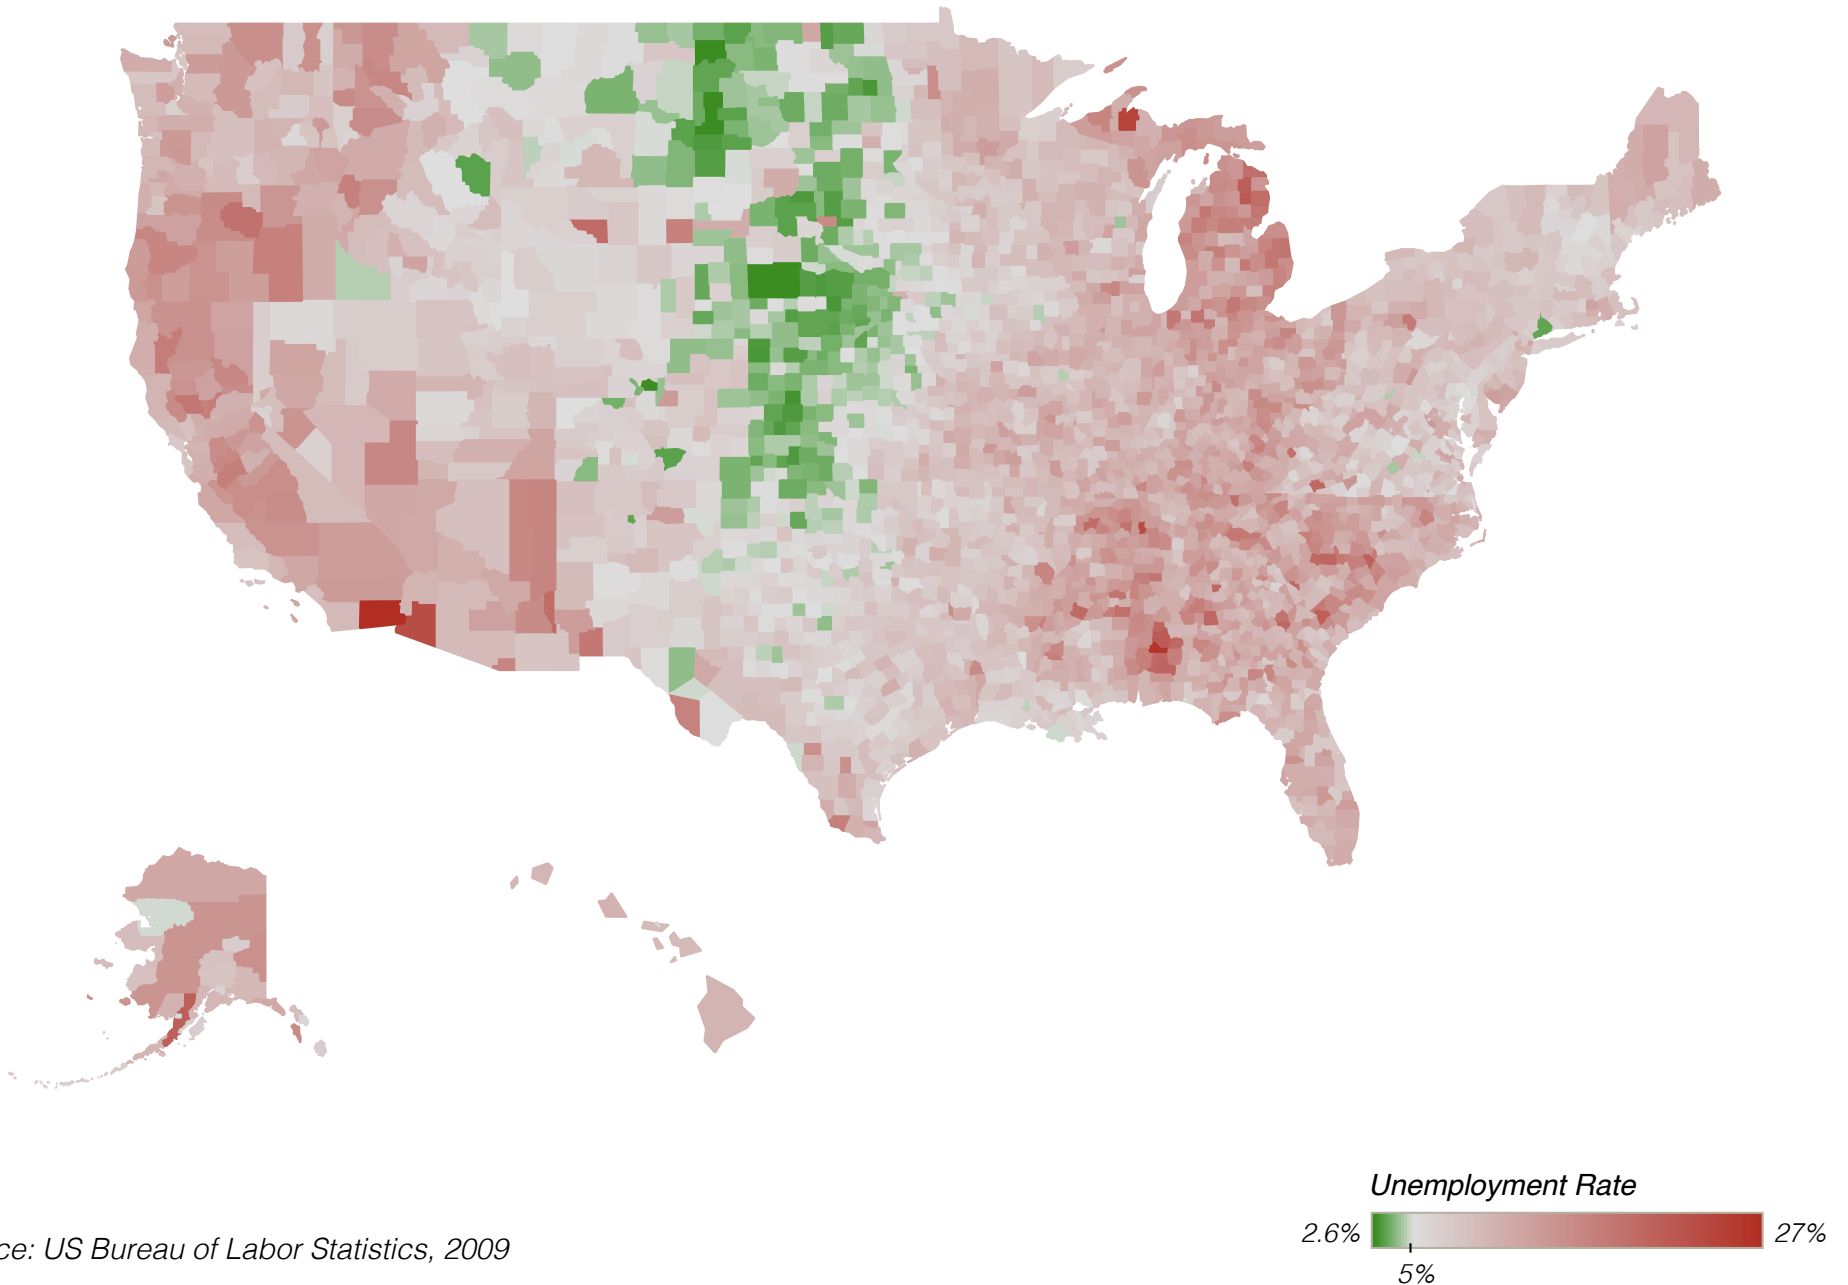 Unemployment Rate
2.6% 27%
5%
ce: US Bureau of Labor Statistics, 2009